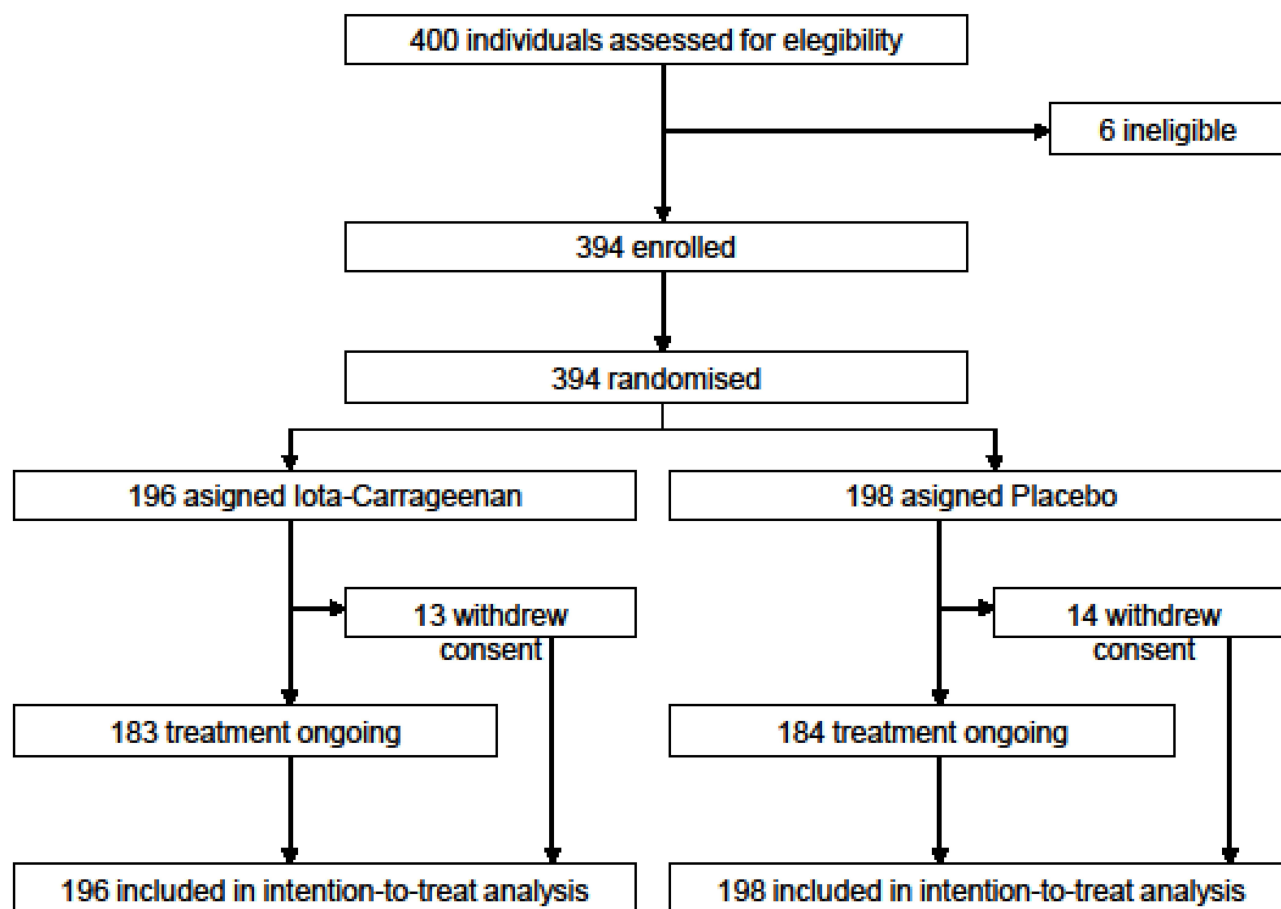 400 individuals assessed for elegibility
6 ineligible
394 enrolled
394 randomised
196 asigned Iota-Carrageenan
198 asigned Placebo
13 withdrew
consent
14 withdrew
consent
183 treatment ongoing
184 treatment ongoing
196 included in intention-to-treat analysis
198 included in intention-to-treat analysis